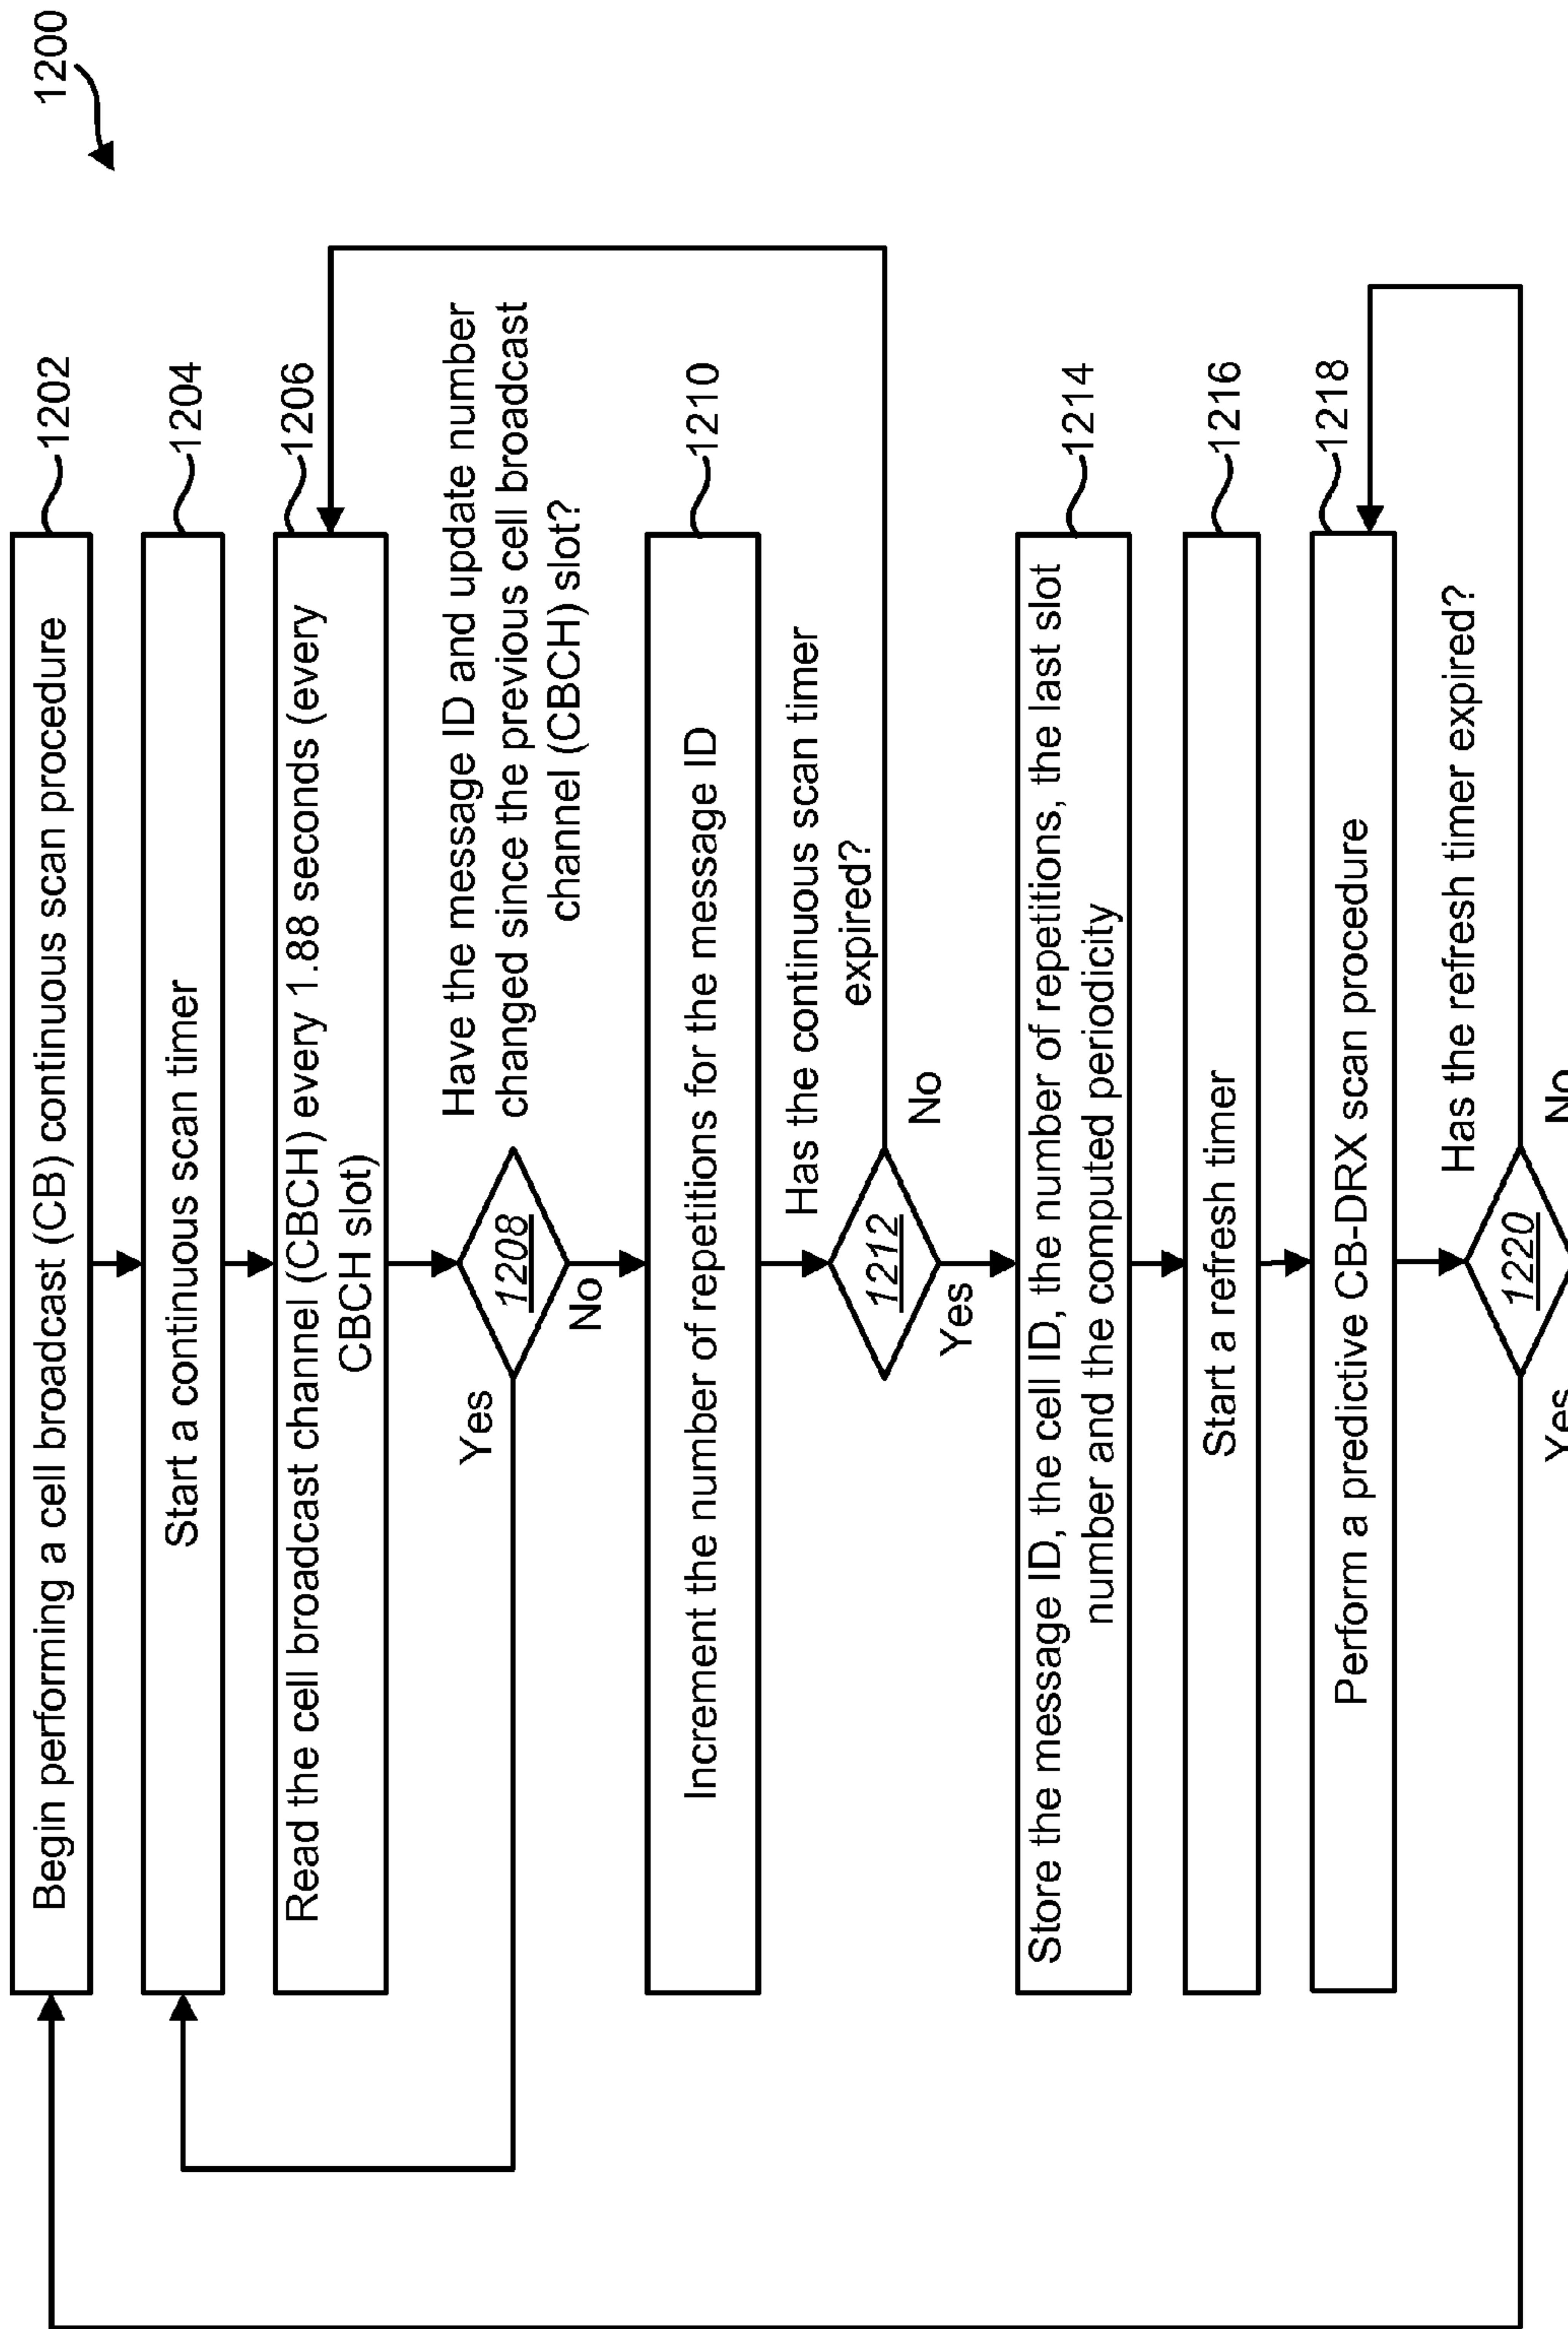 1200
Begin performing a cell broadcast (CB) continuous scan procedure
1202
Start a continuous scan timer
1204
Read the cell broadcast channel (CBCH) every 1.88 seconds (every
CBCH slot)
1206
Have the message ID and update number
changed since the previous cell broadcast
channel (CBCH) slot?
1208
Yes
No
Increment the number of repetitions for the message ID
1210
Has the continuous scan timer
expired?
1212
No
Yes
Store the message ID, the cell ID, the number of repetitions, the last slot
number and the computed periodicity
1214
Start a refresh timer
1216
Perform a predictive CB-DRX scan procedure
1218
Has the refresh timer expired?
1220
Yes
No